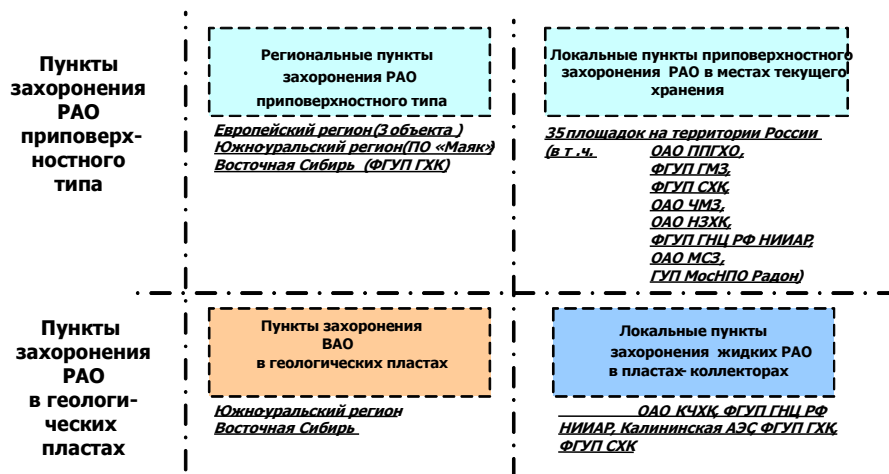 Пункты
захоронения
РАО
приповерх-
ностного
типа
Региональные пункты
захоронения РАО
приповерхностного типа
Европейский регион (3 объекта )
Южно-уральский регион(ПО «Маяк»)
Восточная Сибирь (ФГУП ГХК)
Локальные пункты приповерхностного
захоронения РАО в местах текущего
хранения
35 площадок на территории России
(в т .ч. ОАО ППГХО,
ФГУП ГМЗ,
ФГУП СХК,
ОАО ЧМЗ,
ОАО НЗХК,
ФГУП ГНЦ РФ НИИАР,
ОАО МСЗ,
ГУП МосНПО Радон)
Пункты
захоронения
РАО
в геологи-
ческих
пластах
Пункты захоронения
ВАО
в геологических пластах
Южно-уральский регион
Восточная Сибирь
Локальные пункты
захоронения жидких РАО
в пластах- коллекторах
ОАО КЧХК, ФГУП ГНЦ РФ
НИИАР, Калининская АЭС, ФГУП ГХК,
ФГУП СХК